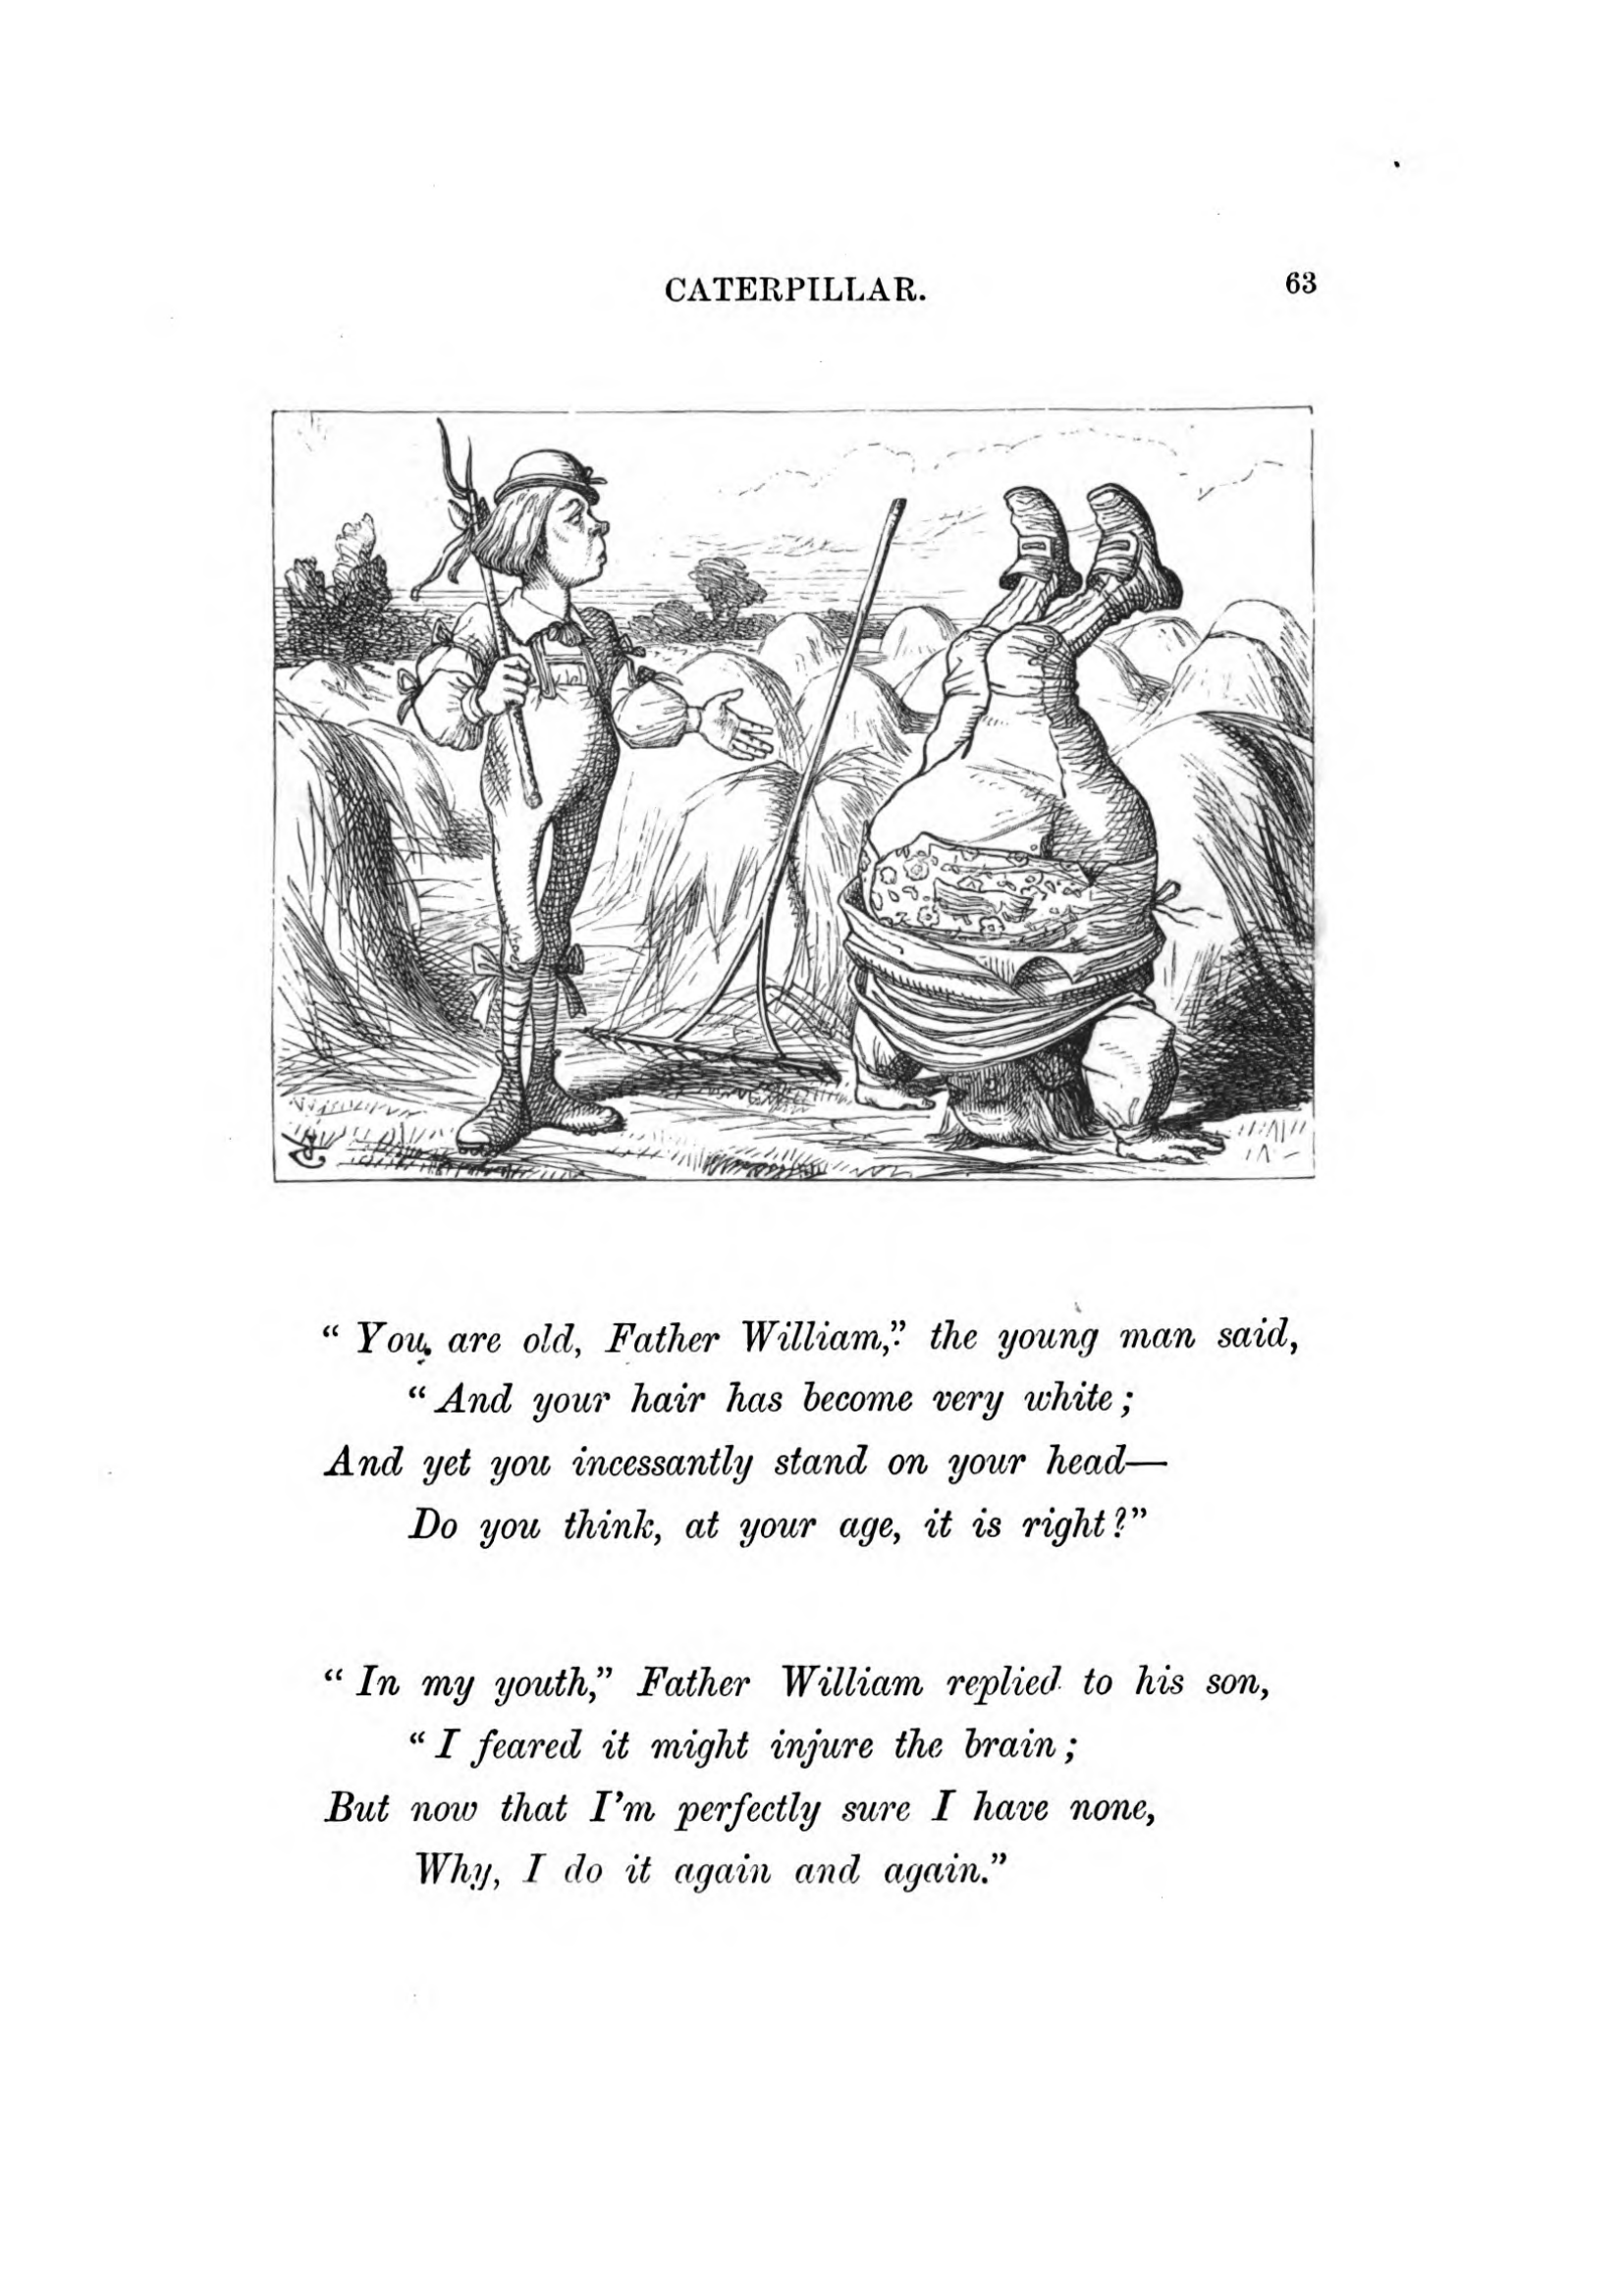 CATERPILLAR. 63
“ You are old, Father William,” the young man said,
“ And your hair has become very white ;
And yet you incessantly stand on your head—
Do you think, at your age, it is right ?”
“ In my youth,” Father William replied to his son,
“ I feared it might injure the brain ;
But now that I’m perfectly sure I have none,
Why, I do it again and again.”